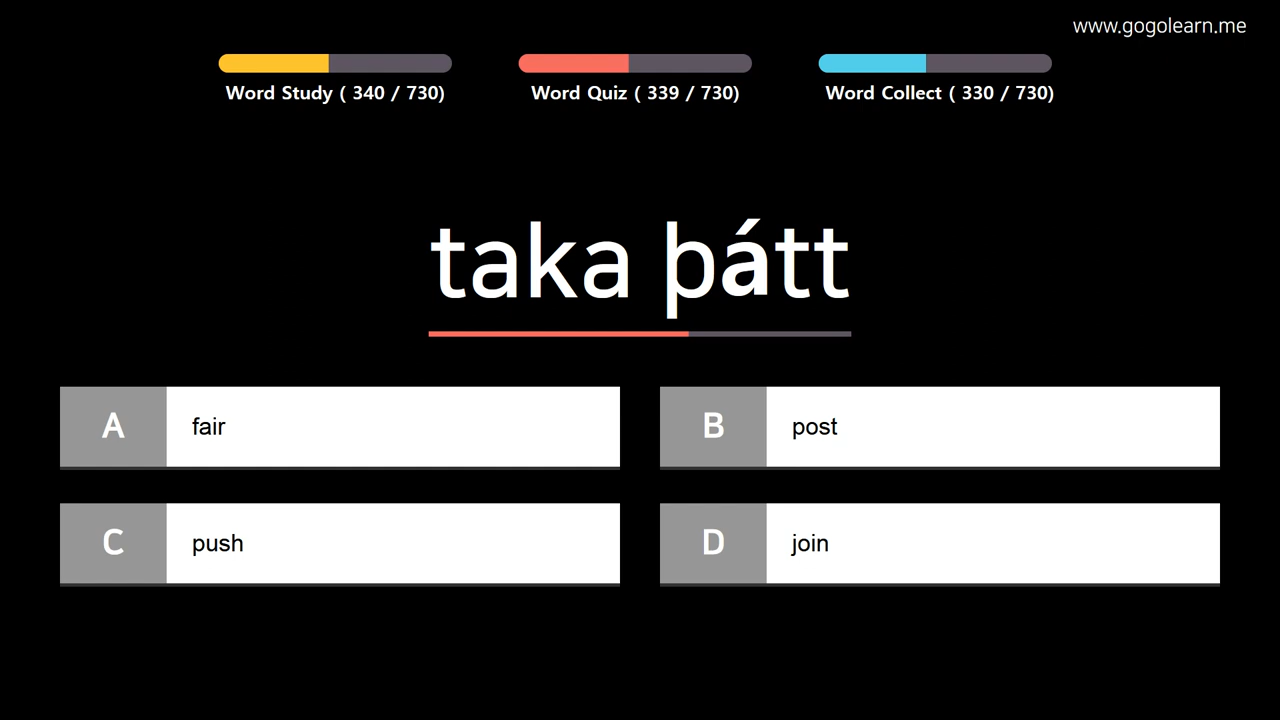 www.gogolearn.me
Word Study ( 340 / 730)
Word Quiz ( 339 / 730)
Word Collect ( 330 / 730)
taka þátt
A fair
B post
C push
D join